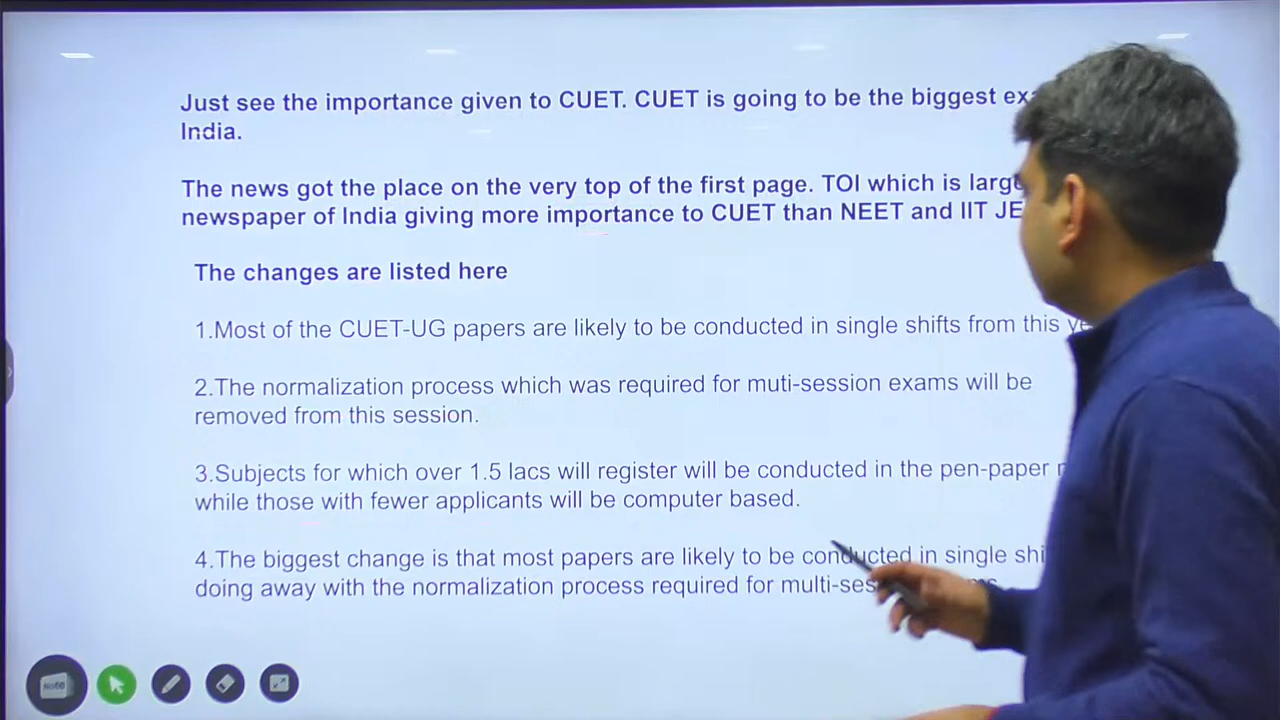 Just see the importance given to CUET. CUET is going to be the biggest
India.
The news got the place on the very top of the first page. TOI which is
newspaper of India giving more importance to CUET than NEET and IIT
The changes are listed here
1.Most of the CUET-UG papers are likely to be conducted in single shifts from this
2.The normalization process which was required for muti-session exams will be
removed from this session.
3.Subjects for which over 1.5 lacs will register will be conducted in the pen-paper
while those with fewer applicants will be computer based.
4.The biggest change is that most papers are likely to be conducted in single
doing away with the normalization process required for
Note